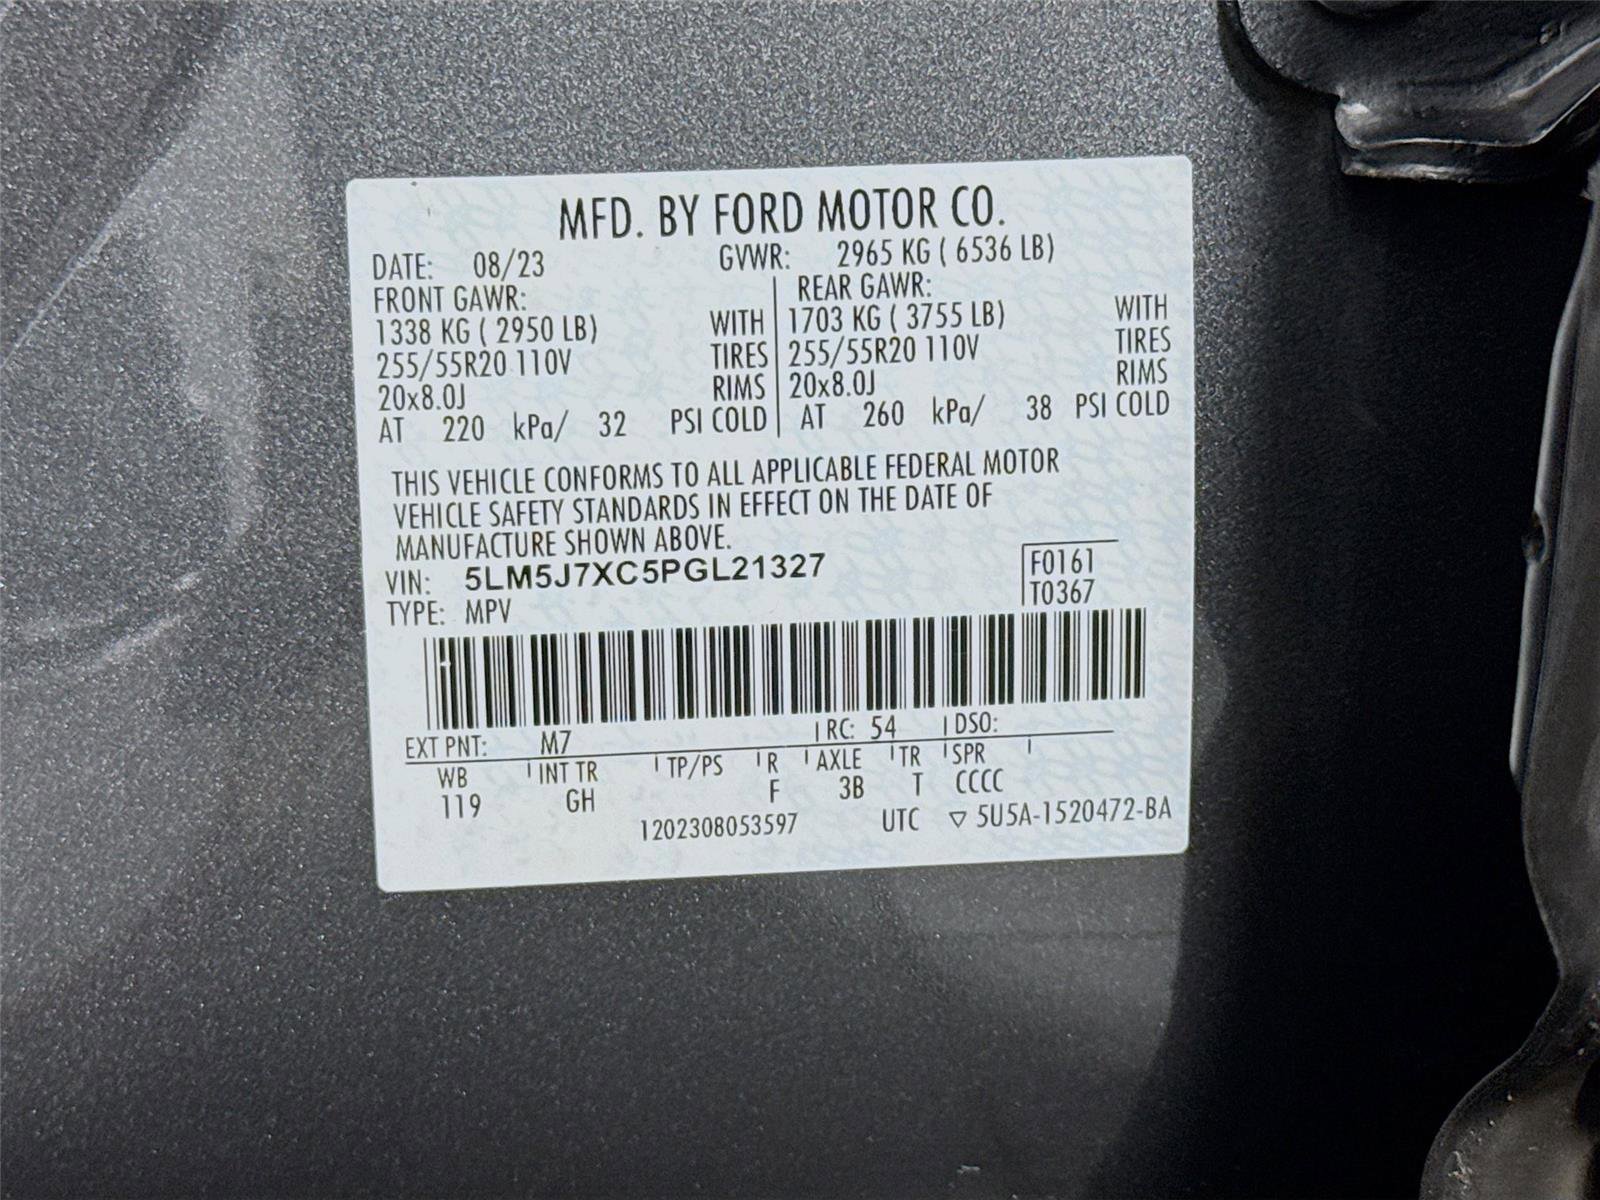 MFD. BY FORD MOTOR CO.
DATE: 08/23 GVWR: 2965 KG ( 6536 LB)
FRONT GAWR: REAR GAWR:
1338 KG ( 2950 LB) WITH 1703 KG ( 3755 LB) WITH
255/55R20 110V TIRES 255/55R20 110V TIRES
20x8.0J RIMS 20x8.0J RIMS
AT 220 kPa/ 32 PSI COLD AT 260 kPa/ 38 PSI COLD
THIS VEHICLE CONFORMS TO ALL APPLICABLE FEDERAL MOTOR
VEHICLE SAFETY STANDARDS IN EFFECT ON THE DATE OF
MANUFACTURE SHOWN ABOVE.
VIN: 5LM5J7XC5PGL21327 F0161
TYPE: MPV T0367
EXT PNT: M7 RC: 54 DSO:
WB INT TR TP/PS R AXLE TR SPR
119 GH F 3B T CCCC
1202308053597 UTC ▽ 5U5A-1520472-BA